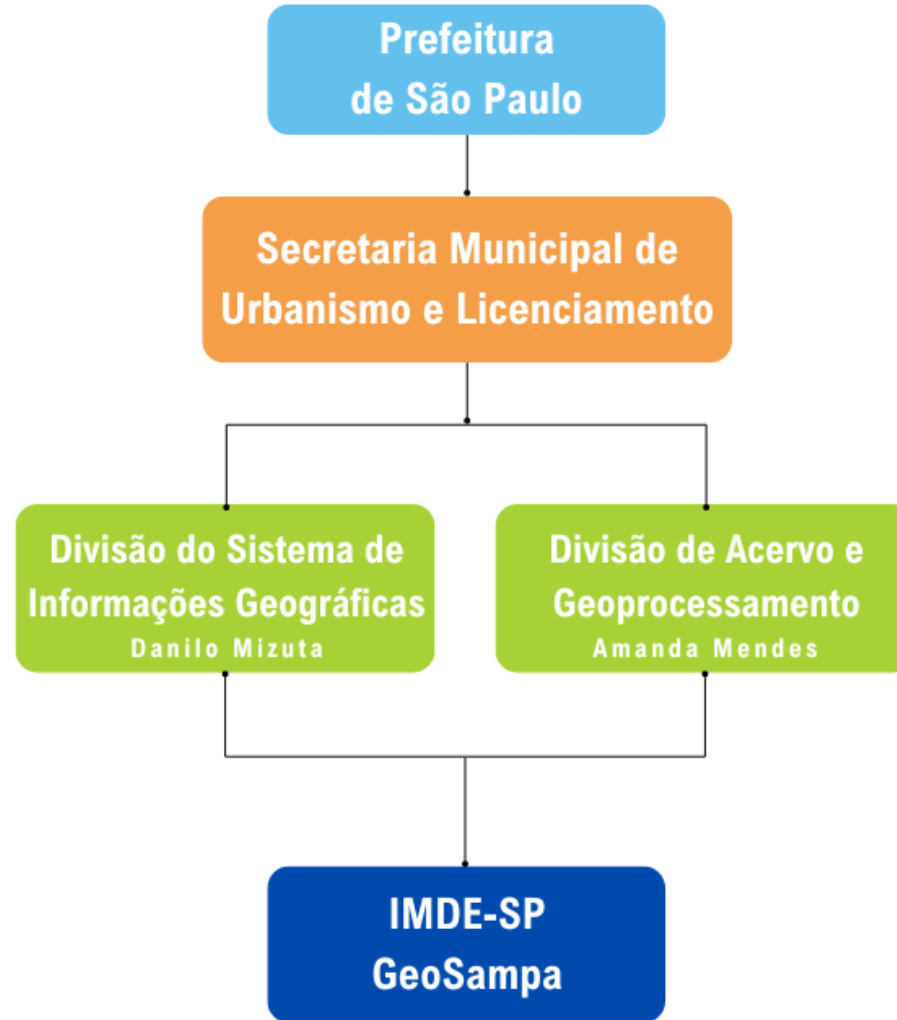 Prefeitura
de São Paulo
Secretaria Municipal de
Urbanismo e Licenciamento
Divisão do Sistema de
Informações Geográficas
Danilo Mizuta
Divisão de Acervo e
Geoprocessamento
Amanda Mendes
IMDE-SP
GeoSampa